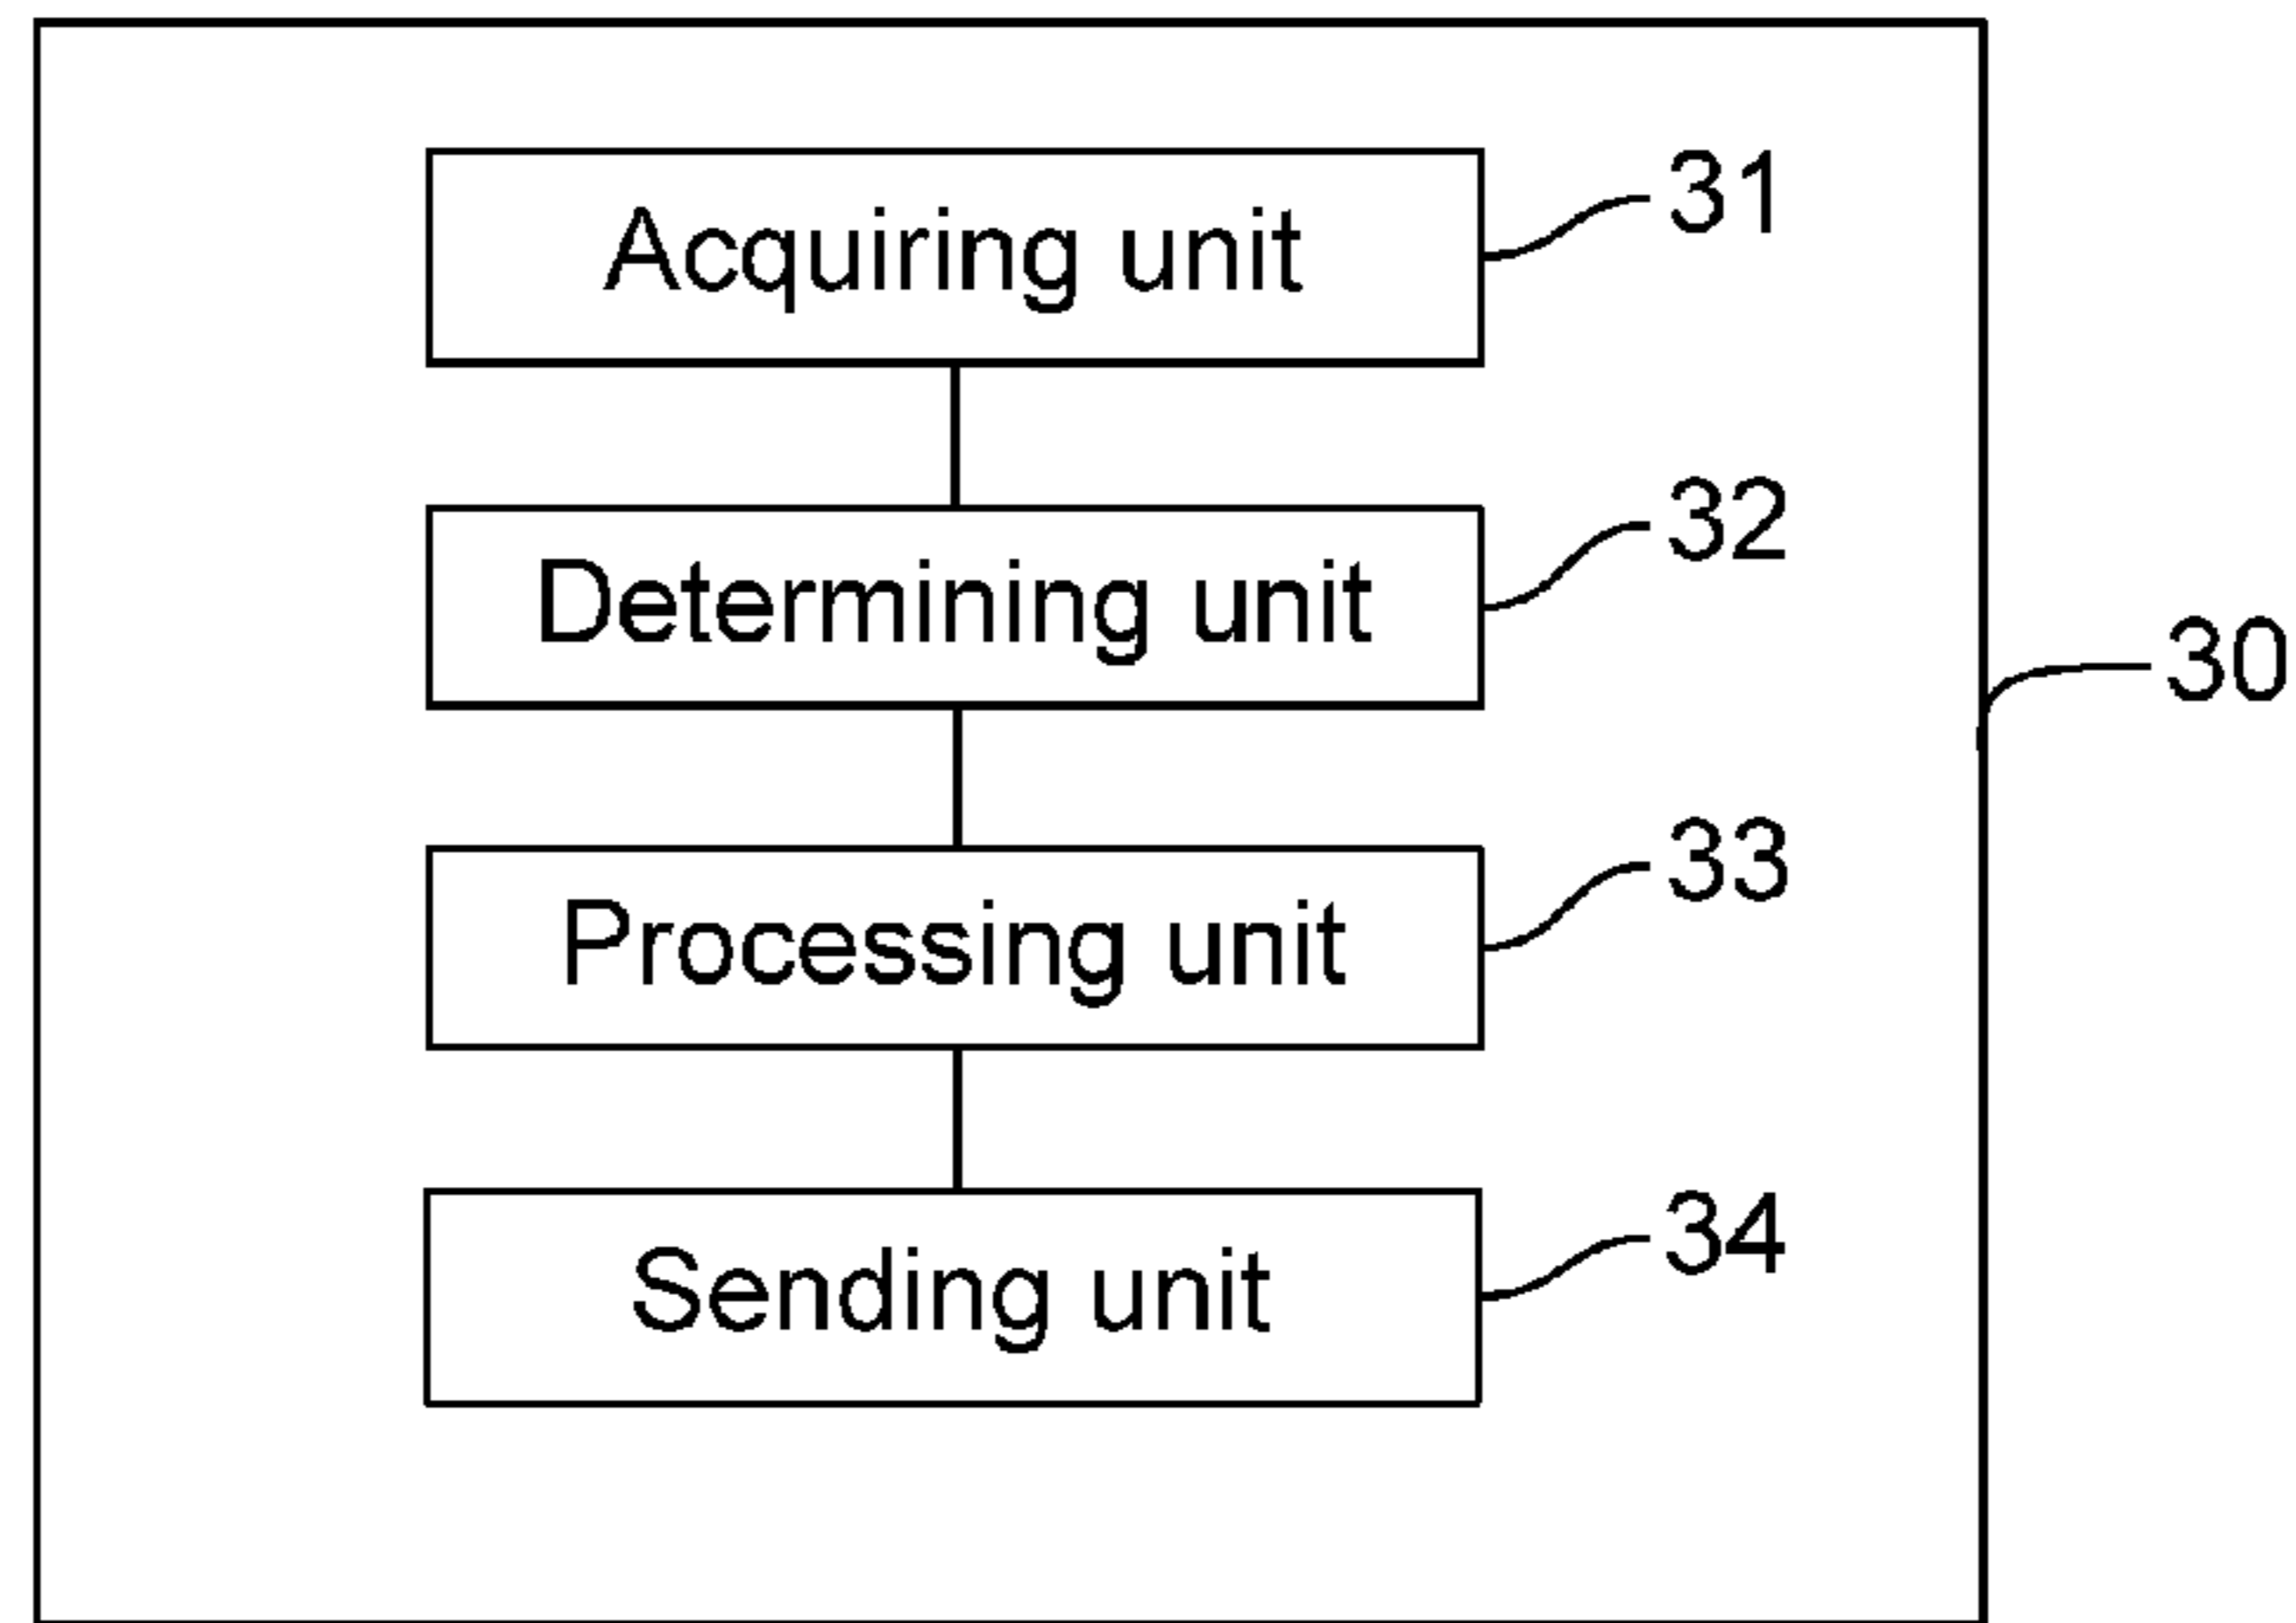 Acquiring unit 31
Determining unit 32
30
Processing unit 33
Sending unit 34